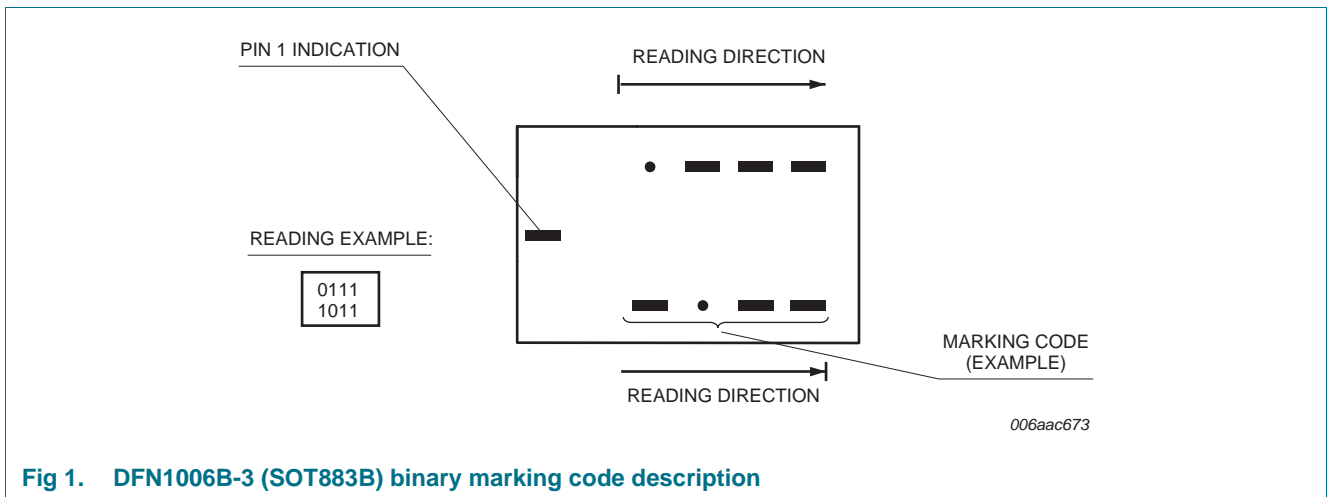 PIN 1 INDICATION
READING DIRECTION
READING EXAMPLE:
0111
1011
MARKING CODE
(EXAMPLE)
READING DIRECTION
006aac673
Fig 1. DFN1006B-3 (SOT883B) binary marking code description